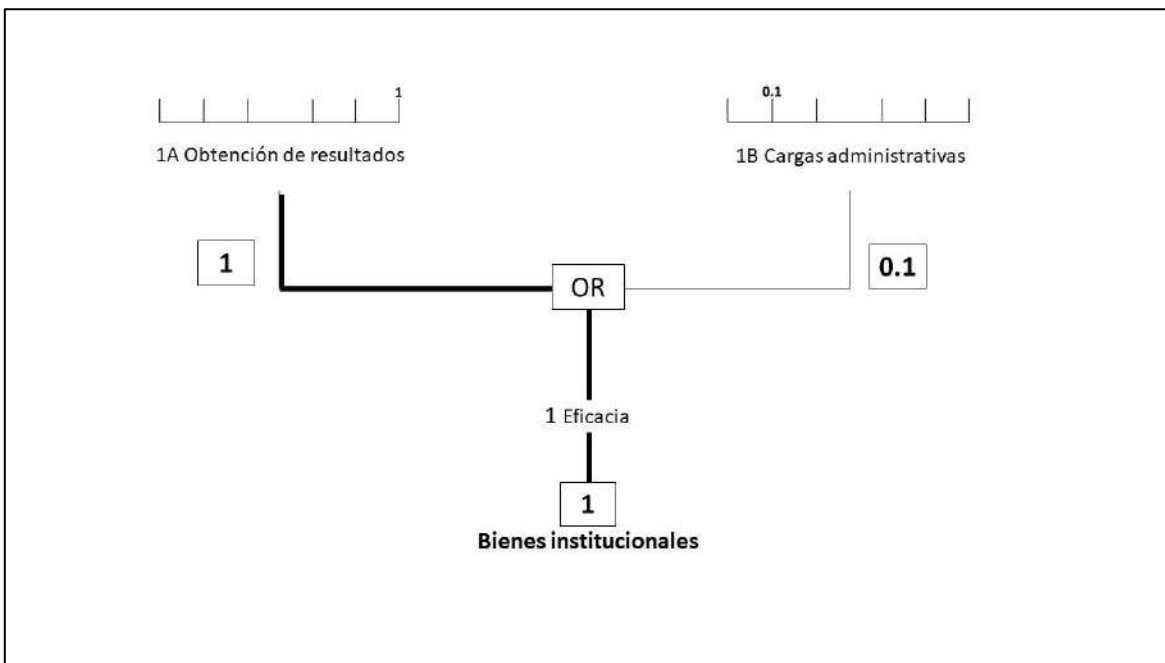 1
0.1
1A Obtención de resultados
1B Cargas administrativas
1
OR
0.1
1 Eficacia
1
Bienes institucionales